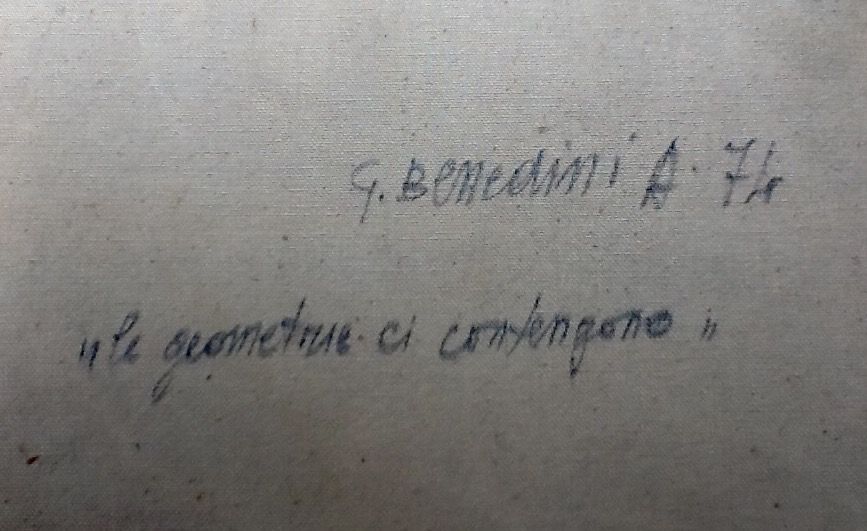 G. Benedini A. 74
„le geometrie ci contengono"